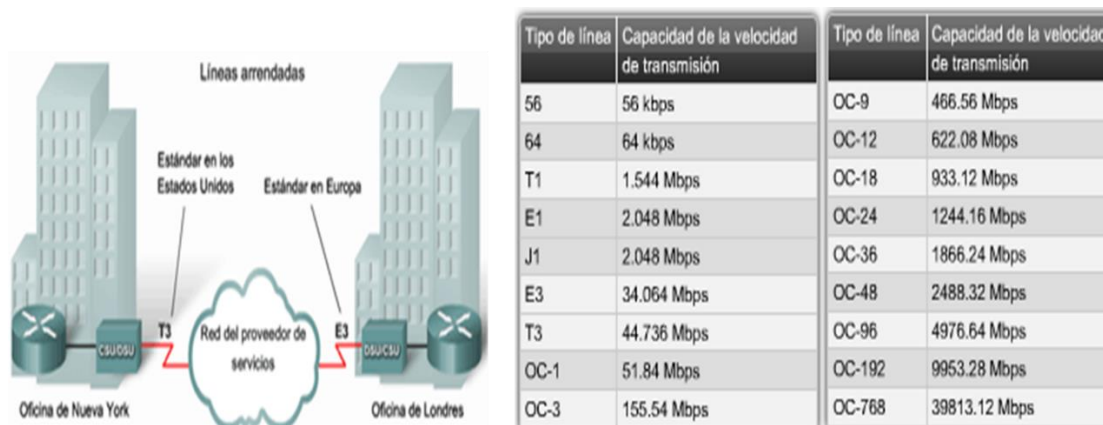 Líneas arrendadas
Estándar en los
Estados Unidos
Estándar en Europa
T3
Red del proveedor de
servicios
E3
CSU/DSU
DSU/CSU
Oficina de Nueva York
Oficina de Londres
Tipo de línea Capacidad de la velocidad
de transmisión
56 56 kbps
64 64 kbps
T1 1.544 Mbps
E1 2.048 Mbps
J1 2.048 Mbps
E3 34.064 Mbps
T3 44.736 Mbps
OC-1 51.84 Mbps
OC-3 155.54 Mbps
Tipo de línea Capacidad de la velocidad
de transmisión
OC-9 466.56 Mbps
OC-12 622.08 Mbps
OC-18 933.12 Mbps
OC-24 1244.16 Mbps
OC-36 1866.24 Mbps
OC-48 2488.32 Mbps
OC-96 4976.64 Mbps
OC-192 9953.28 Mbps
OC-768 39813.12 Mbps